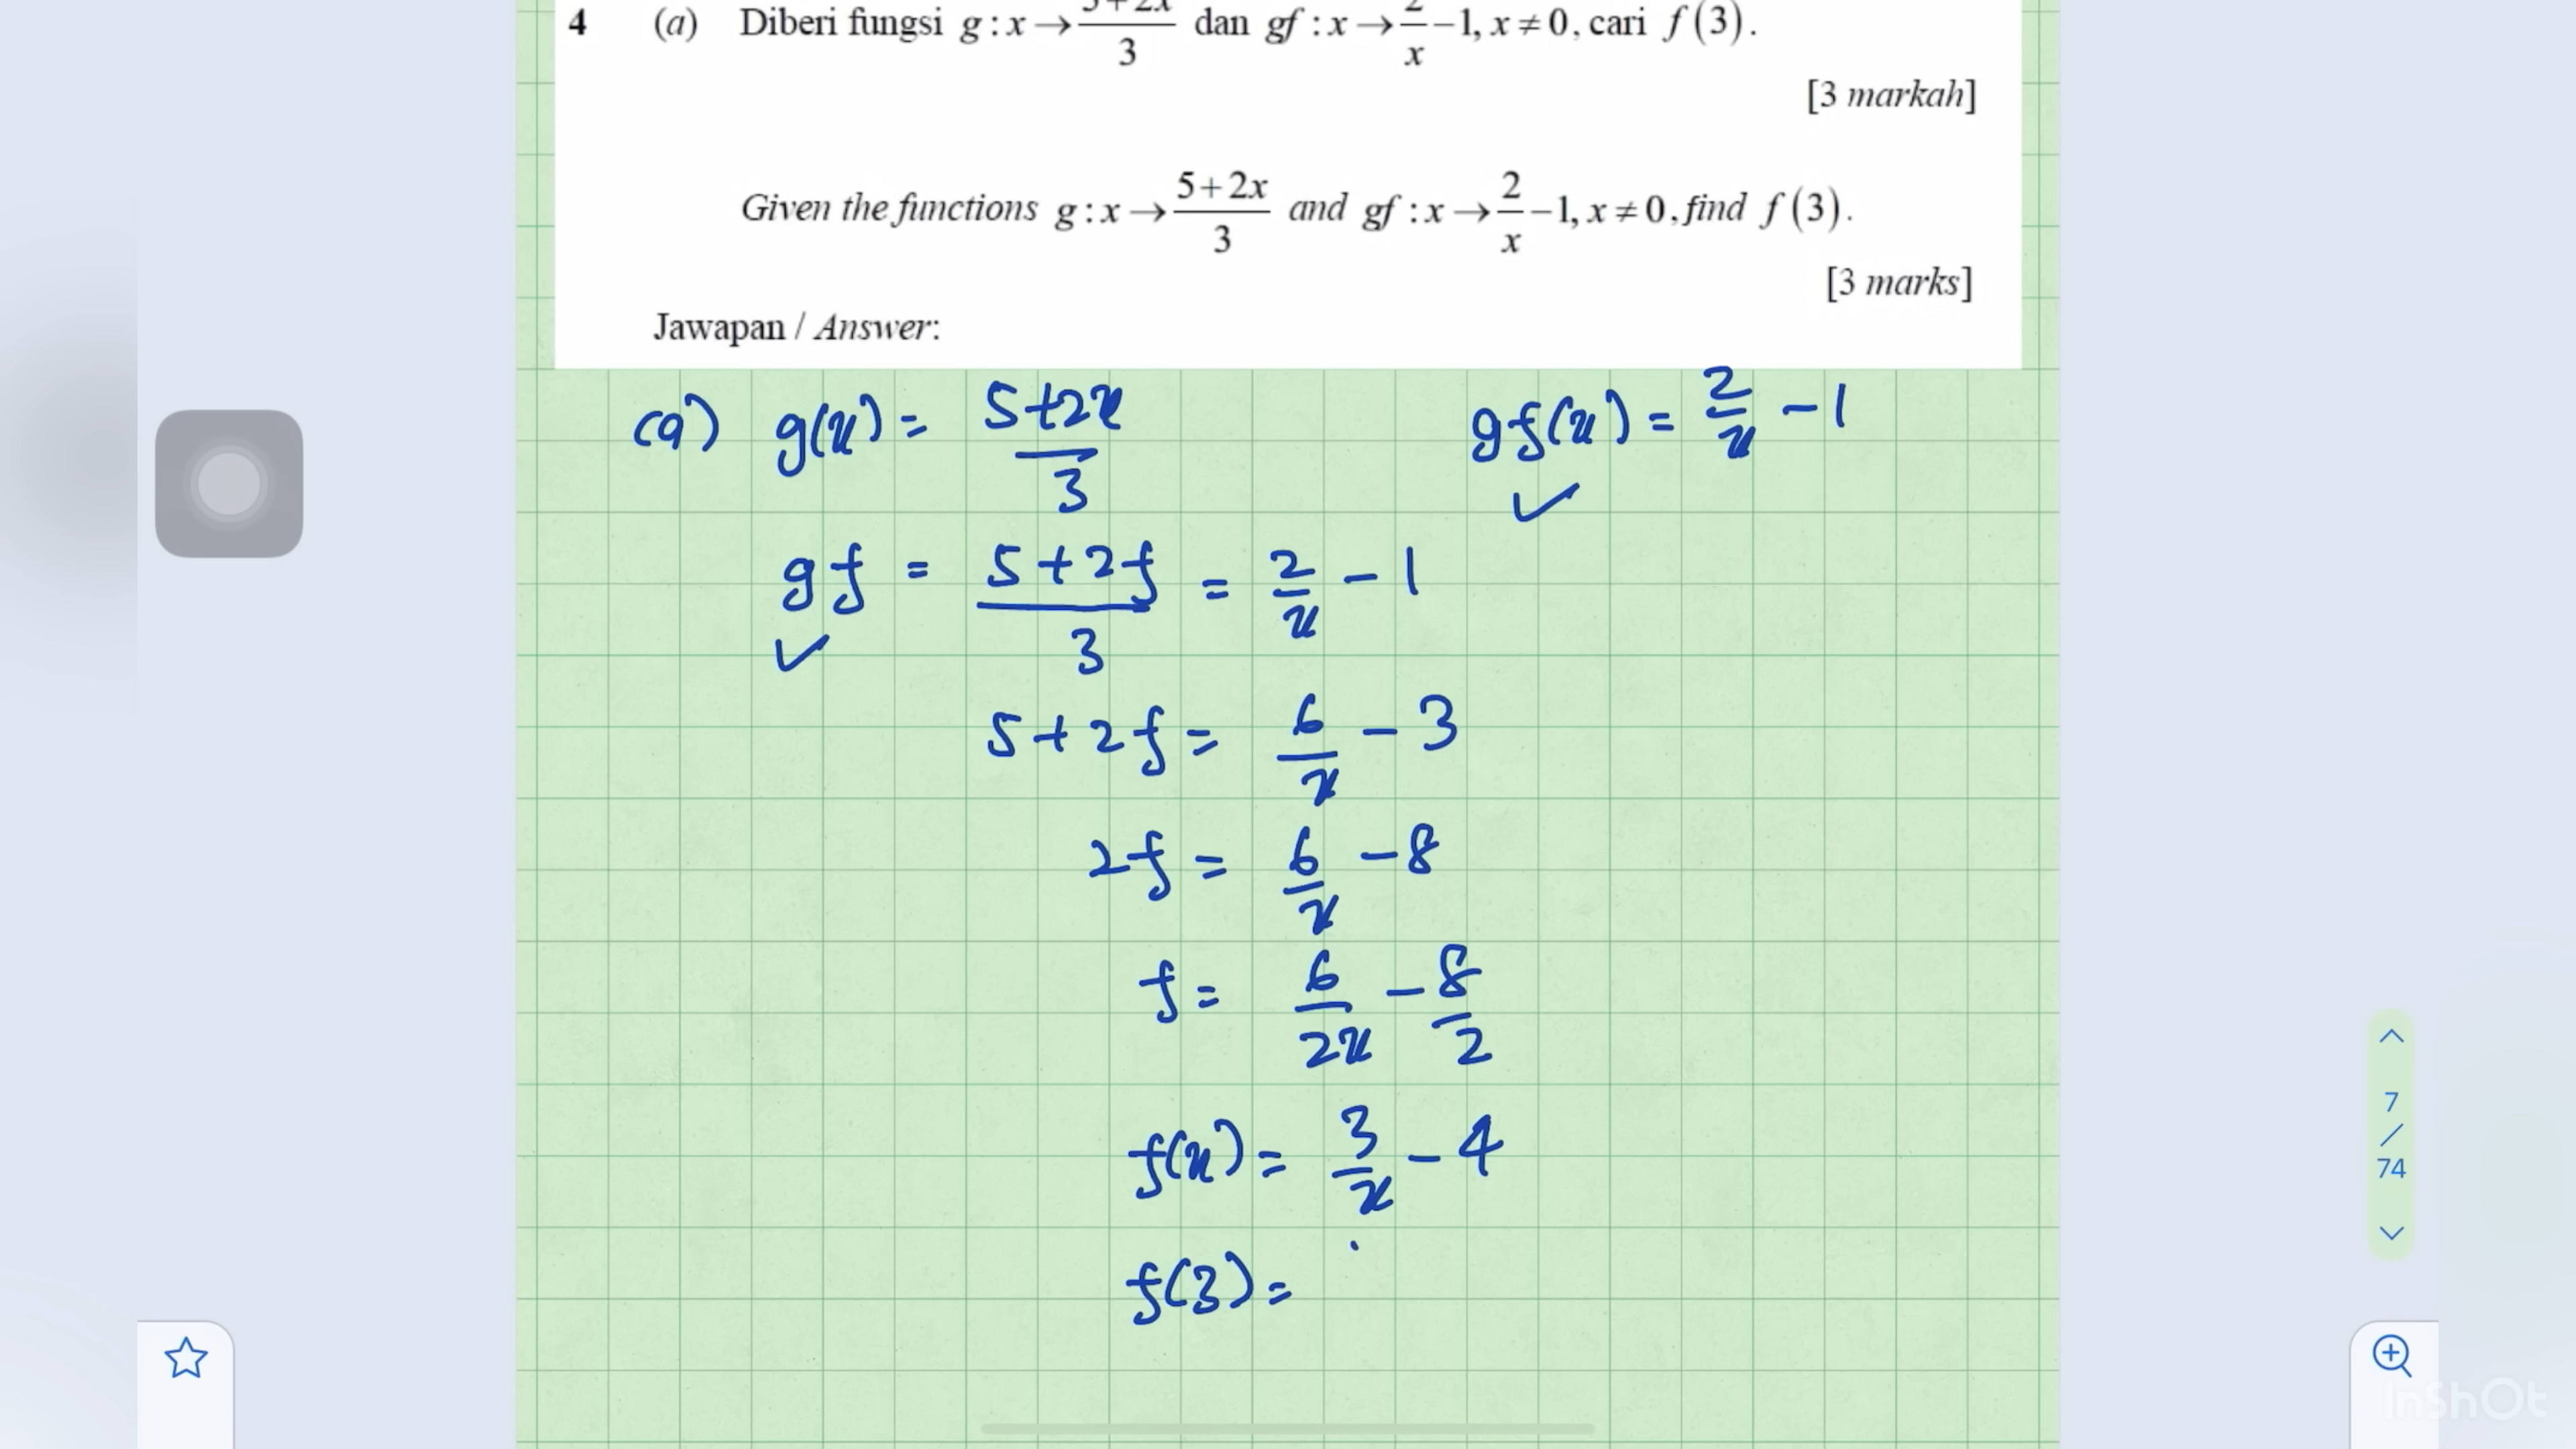 4 (a) Diberi fungsi g : x → 5+2x/3 dan gf : x → 2/x − 1, x ≠ 0, cari f(3).
[3 markah]
Given the functions g : x → 5+2x/3 and gf : x → 2/x − 1, x ≠ 0, find f(3).
[3 marks]
Jawapan / Answer:
(a) g(x) = 5+2x/3 gf(x) = 2/x − 1
✓
gf = 5+2f/3 = 2/x − 1
✓
5+2f = 6/x − 3
2f = 6/x − 8
f = 6/2x − 8/2
f(x) = 3/x − 4
f(3) =
7
/
74
InShOt